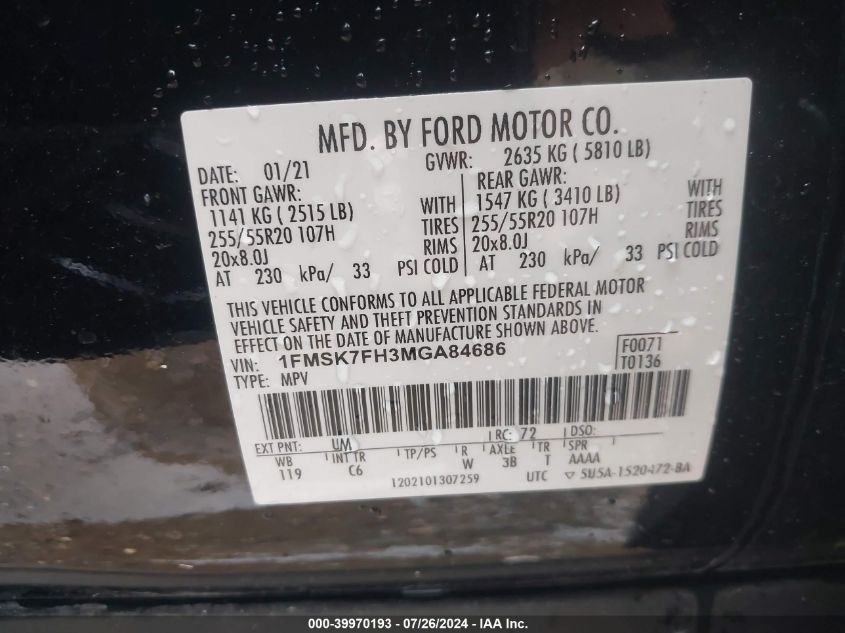 MFD. BY FORD MOTOR CO.
DATE: 01/21 GVWR: 2635 KG ( 5810 LB)
FRONT GAWR: REAR GAWR:
1141 KG ( 2515 LB) WITH 1547 KG ( 3410 LB) WITH
255/55R20 107H TIRES 255/55R20 107H TIRES
20x8.0J RIMS 20x8.0J RIMS
AT 230 kPa/ 33 PSI COLD AT 230 kPa/ 33 PSI COLD
THIS VEHICLE CONFORMS TO ALL APPLICABLE FEDERAL MOTOR
VEHICLE SAFETY AND THEFT PREVENTION STANDARDS IN
EFFECT ON THE DATE OF MANUFACTURE SHOWN ABOVE.
VIN: 1FMSK7FH3MGA84686 F0071
TYPE: MPV T0136
EXT PNT: UM RC: 72 DSO:
WB INT TR TP/PS R AXLE TR SPR
119 C6 W 3B T AAAA
1202101307259 UTC ▽ 5U5A-1520472-BA
000-39970193 / 07/26/2024 - IAA Inc.